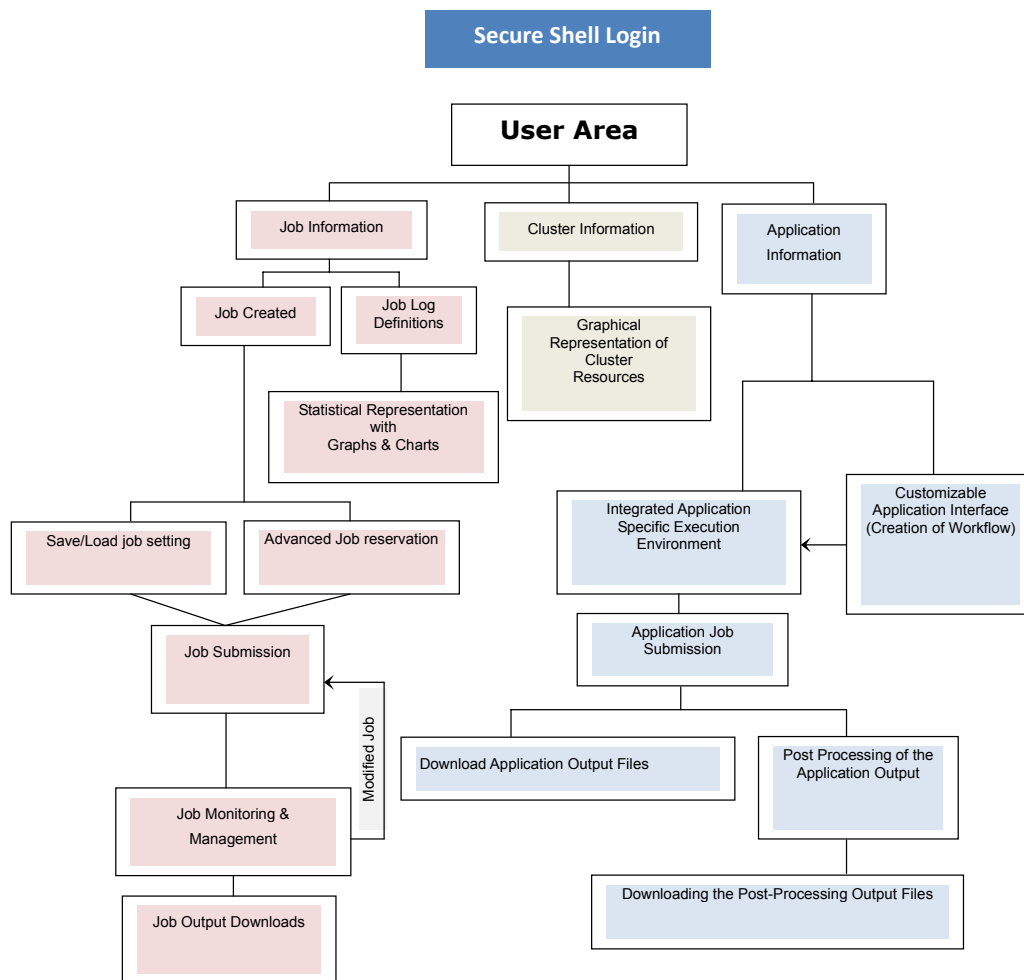 Secure Shell Login
User Area
Job Information
Cluster Information
Application
Information
Job Created
Job Log
Definitions
Graphical
Representation of
Cluster
Resources
Statistical Representation
with
Graphs & Charts
Save/Load job setting
Advanced Job reservation
Integrated Application
Specific Execution
Environment
Customizable
Application Interface
(Creation of Workflow)
Job Submission
Application Job
Submission
Modified Job
Download Application Output Files
Post Processing of the
Application Output
Job Monitoring &
Management
Downloading the Post-Processing Output Files
Job Output Downloads